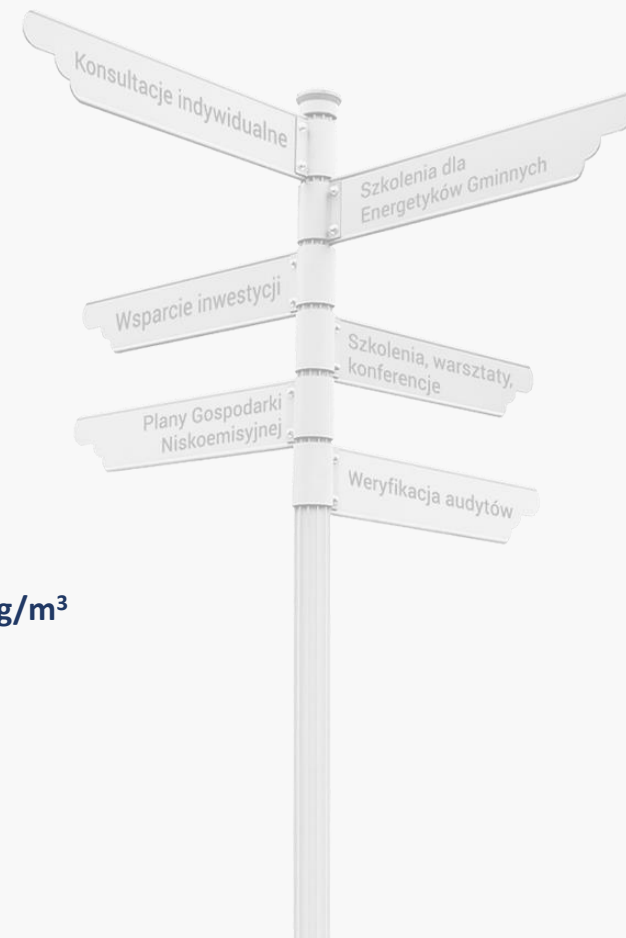 Konsultacje indywidualne
Szkolenia dla
Energetyków Gminnych
Wsparcie inwestycji
Szkolenia, warsztaty,
konferencje
Plany Gospodarki
Niskoemisyjnej
Weryfikacja audytów
g/m³